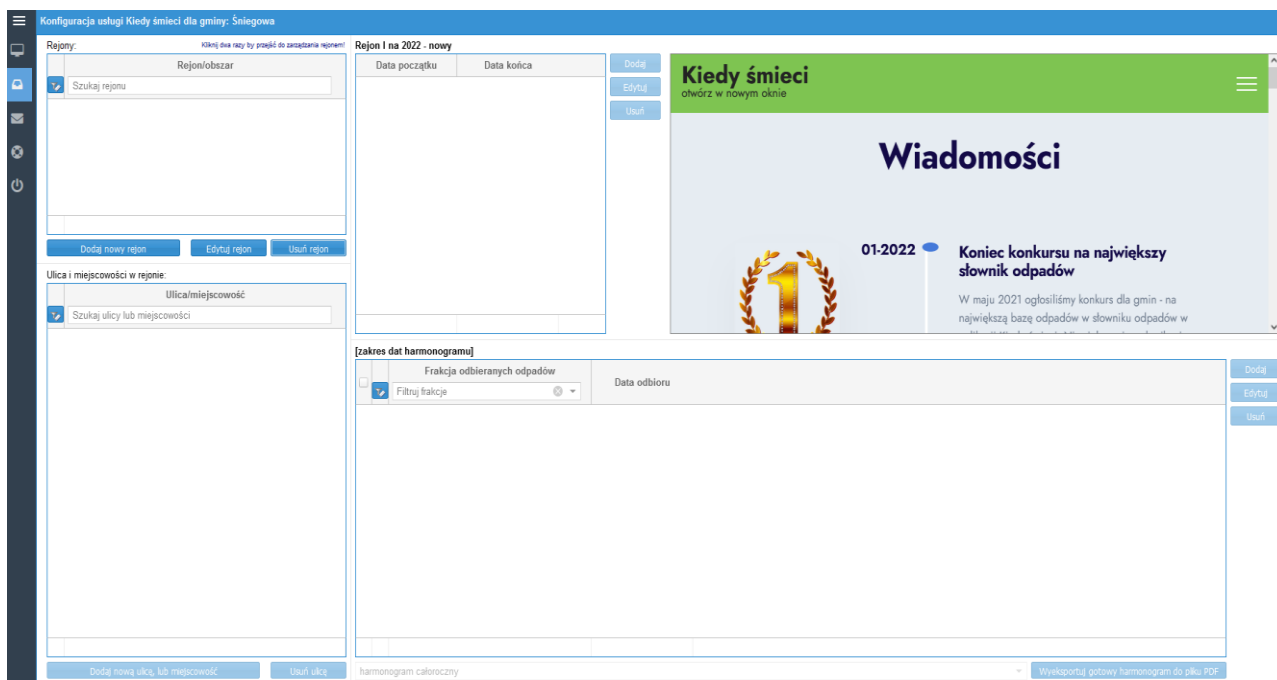 Konfiguracja usługi Kiedy śmieci dla gminy: Śniegowa
Rejony:
Kliknij dwa razy by przejść do zarządzania rejonem!
Rejon/obszar
Szukaj rejonu
Dodaj nowy rejon
Edytuj rejon
Usuń rejon
Ulica i miejscowości w rejonie:
Ulica/miejscowość
Szukaj ulicy lub miejscowości
Dodaj nową ulicę, lub miejscowość
Usuń ulicę
Rejon I na 2022 - nowy
Data początku
Data końca
Dodaj
Edytuj
Usuń
Kiedy śmieci
otwórz w nowym oknie
Wiadomości
1
01-2022
Koniec konkursu na największy
słownik odpadów
W maju 2021 ogłosiliśmy konkurs dla gmin - na
największą bazę odpadów w słowniku odpadów w
[zakres dat harmonogramu]
Frakcja odbieranych odpadów
Filtruj frakcje
Data odbioru
Dodaj
Edytuj
Usuń
harmonogram całoroczny
Wyeksportuj gotowy harmonogram do pliku PDF